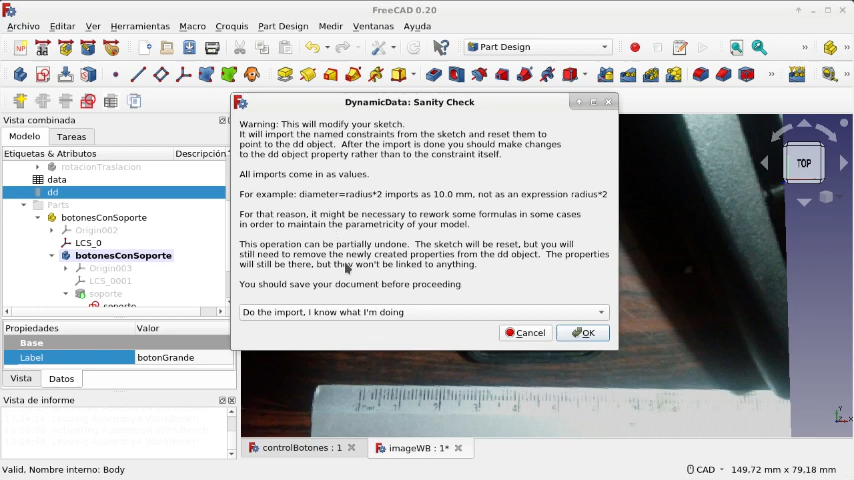 FreeCAD 0.20
Archivo Editar Ver Herramientas Macro Croquis Part Design Medir Ventanas Ayuda
Part Design
Vista combinada
Modelo Tareas
Etiquetas & Atributos Descripción
rotacionTraslacion
data
dd
Parts
botonesConSoporte
Origin002
LCS_0
botonesConSoporte
Origin003
LCS_0001
soporte
soporte
Propiedades Valor
Base
Label botonGrande
Vista Datos
Vista de informe
DynamicData: Sanity Check
Warning: This will modify your sketch.
It will import the named constraints from the sketch and reset them to
point to the dd object. After the import is done you should make changes
to the dd object property rather than to the constraint itself.
All imports come in as values.
For example: diameter=radius*2 imports as 10.0 mm, not as an expression radius*2
For that reason, it might be necessary to rework some formulas in some cases
in order to maintain the parametricity of your model.
This operation can be partially undone. The sketch will be reset, but you will
still need to remove the newly created properties from the dd object. The properties
will still be there, but they won't be linked to anything.
You should save your document before proceeding
Do the import, I know what I'm doing
Cancel OK
TOP
controlBotones : 1 imageWB : 1*
Valid, Nombre interno: Body
CAD 149.72 mm x 79.18 mm